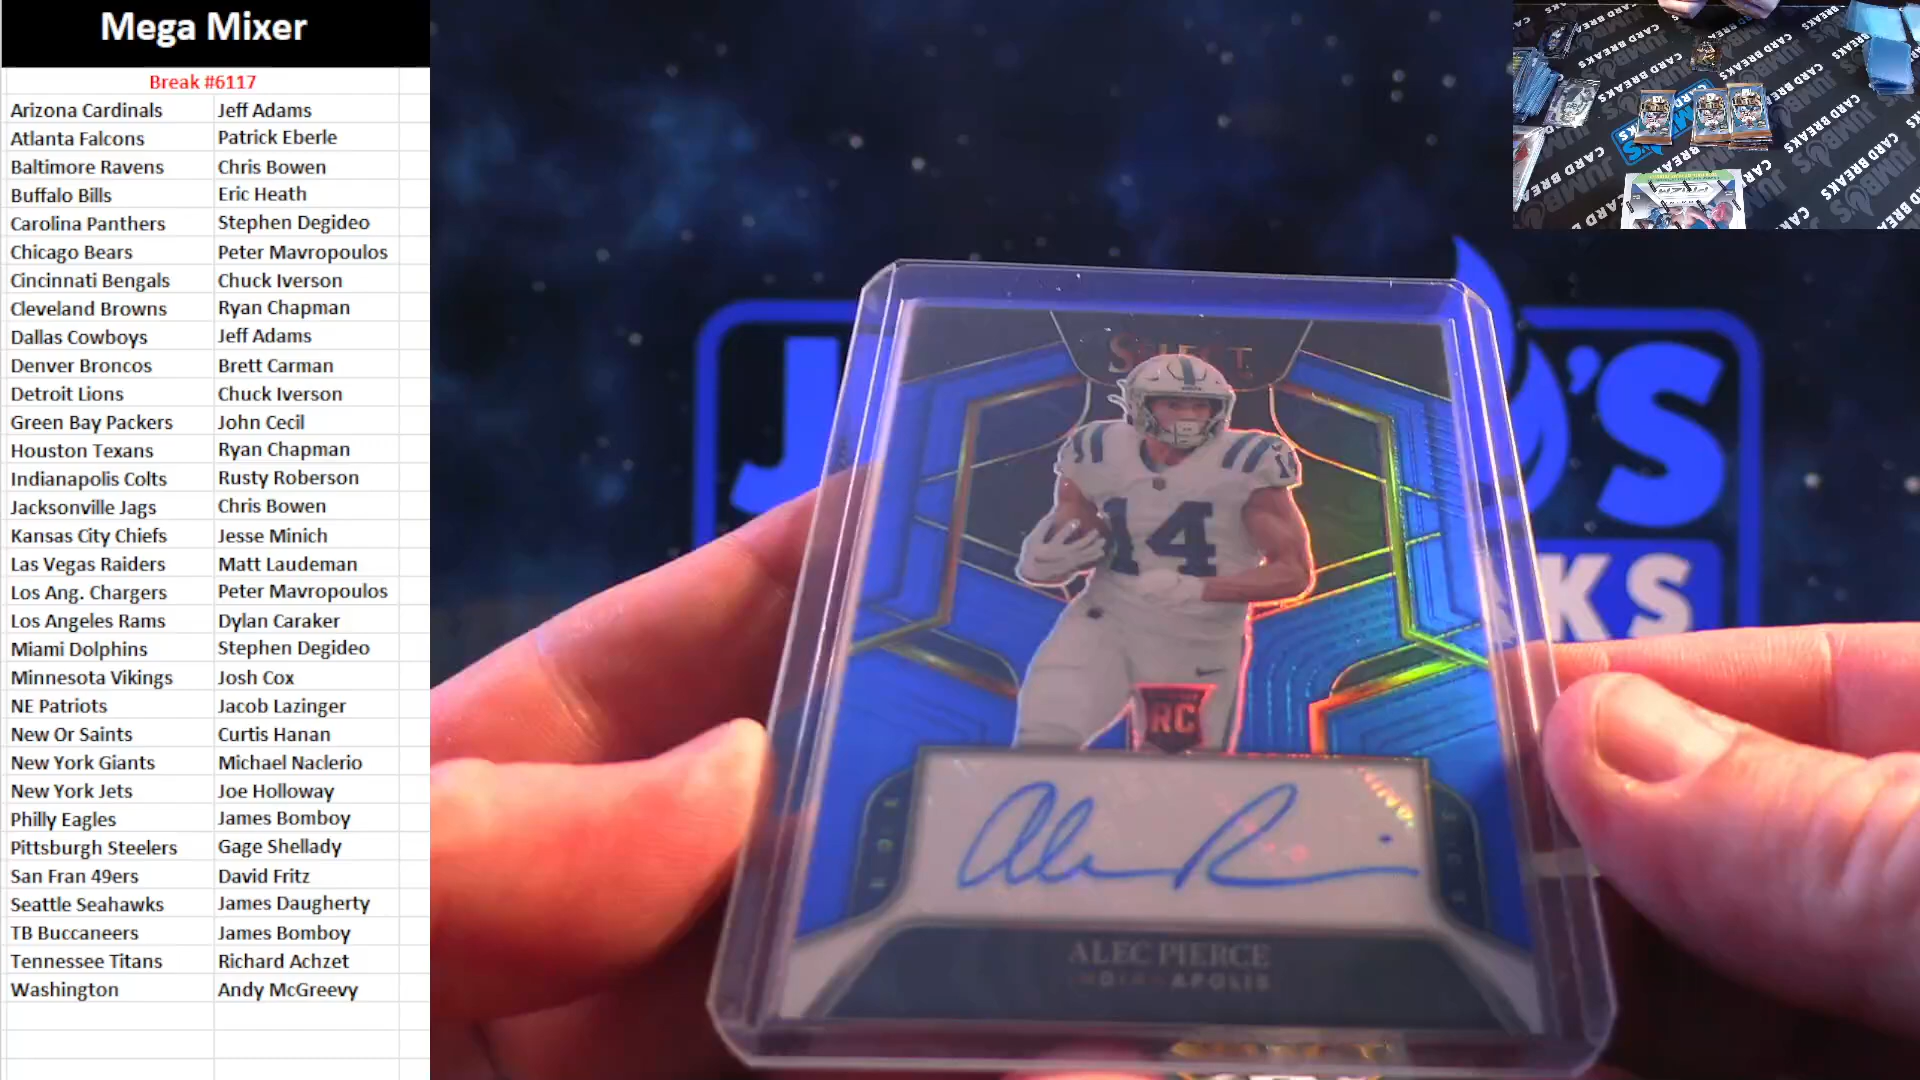 Mega Mixer
Break #6117
Arizona Cardinals Jeff Adams
Atlanta Falcons Patrick Eberle
Baltimore Ravens Chris Bowen
Buffalo Bills Eric Heath
Carolina Panthers Stephen Degideo
Chicago Bears Peter Mavropoulos
Cincinnati Bengals Chuck Iverson
Cleveland Browns Ryan Chapman
Dallas Cowboys Jeff Adams
Denver Broncos Brett Carman
Detroit Lions Chuck Iverson
Green Bay Packers John Cecil
Houston Texans Ryan Chapman
Indianapolis Colts Rusty Roberson
Jacksonville Jags Chris Bowen
Kansas City Chiefs Jesse Minich
Las Vegas Raiders Matt Laudeman
Los Ang. Chargers Peter Mavropoulos
Los Angeles Rams Dylan Caraker
Miami Dolphins Stephen Degideo
Minnesota Vikings Josh Cox
NE Patriots Jacob Lazinger
New Or Saints Curtis Hanan
New York Giants Michael Naclerio
New York Jets Joe Holloway
Philly Eagles James Bomboy
Pittsburgh Steelers Gage Shellady
San Fran 49ers David Fritz
Seattle Seahawks James Daugherty
TB Buccaneers James Bomboy
Tennessee Titans Richard Achzet
Washington Andy McGreevy
SELECT
14
RC
ALEC PIERCE
INDIANAPOLIS
CARD BREAKS
JUMBO'S